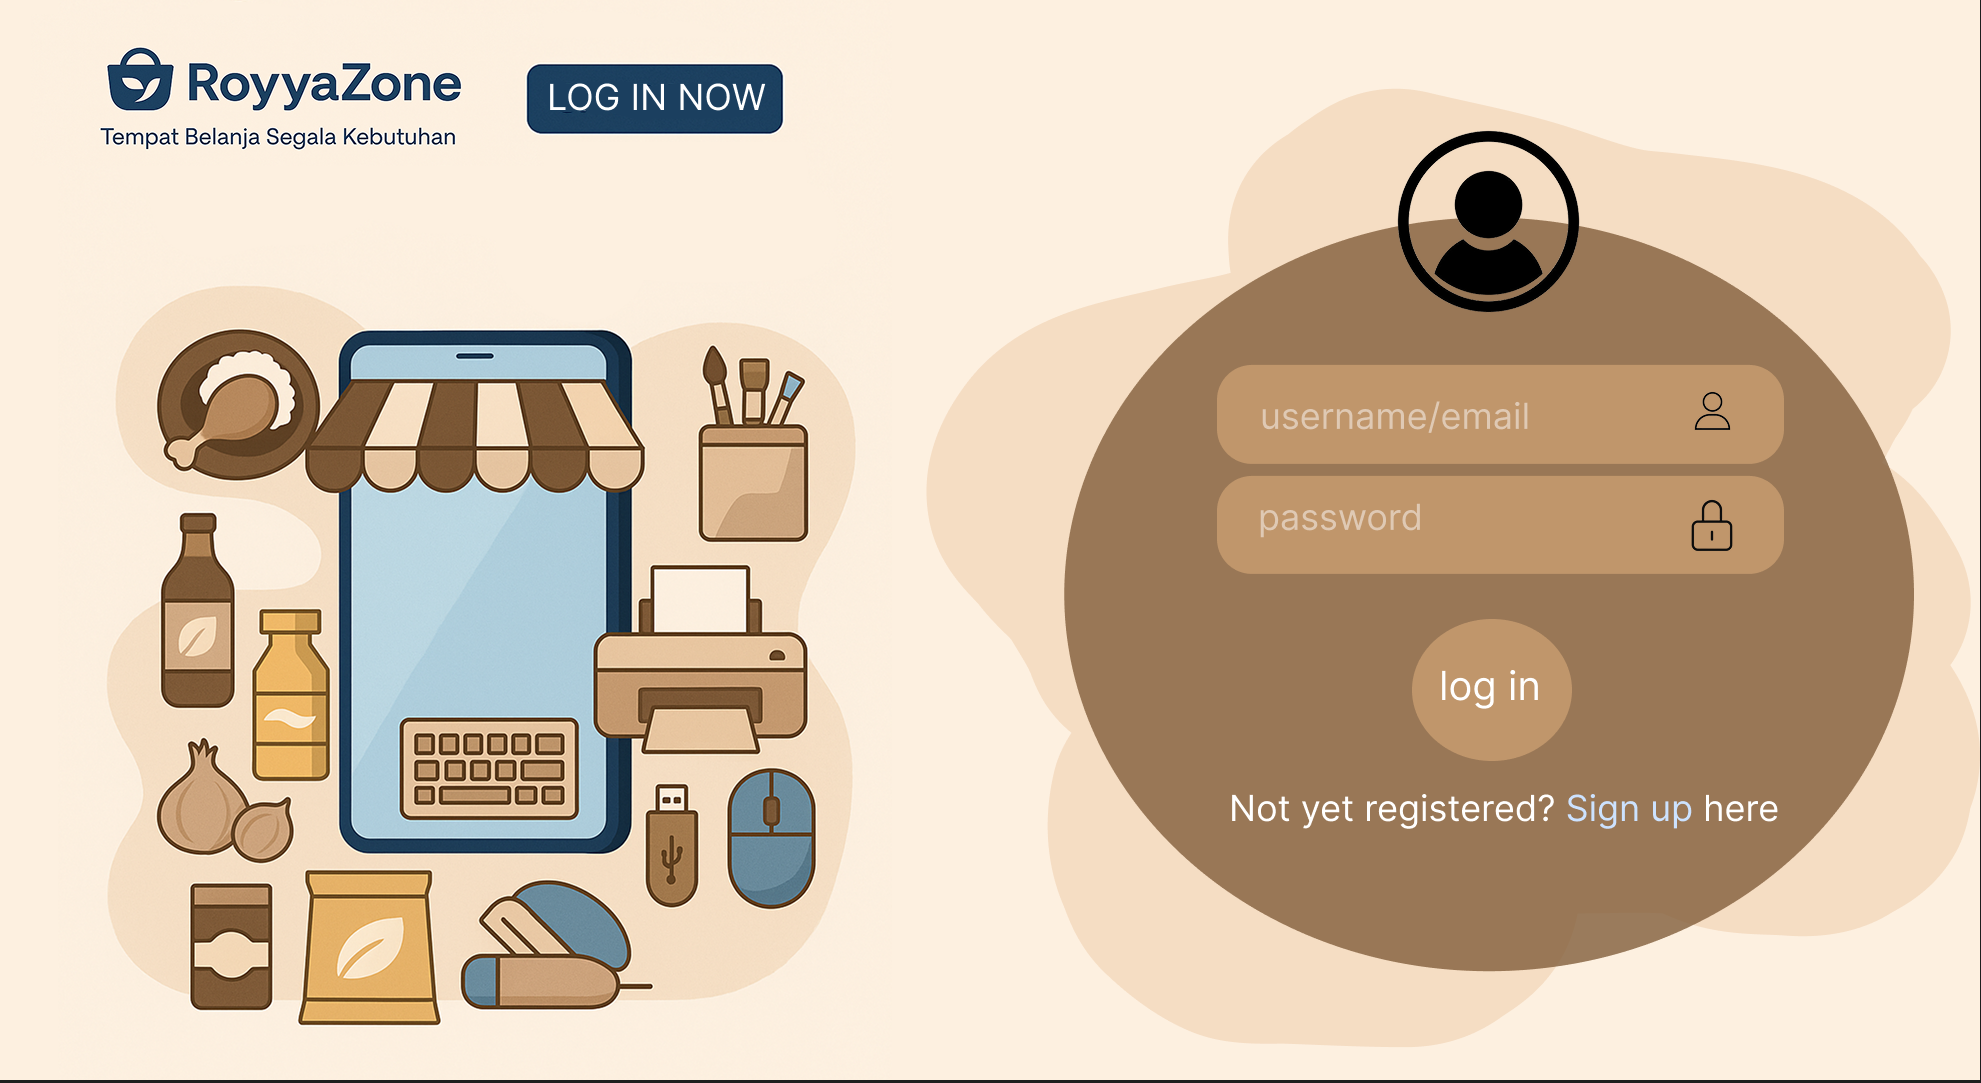 RoyyaZone
Tempat Belanja Segala Kebutuhan
LOG IN NOW
username/email
password
log in
Not yet registered? Sign up here